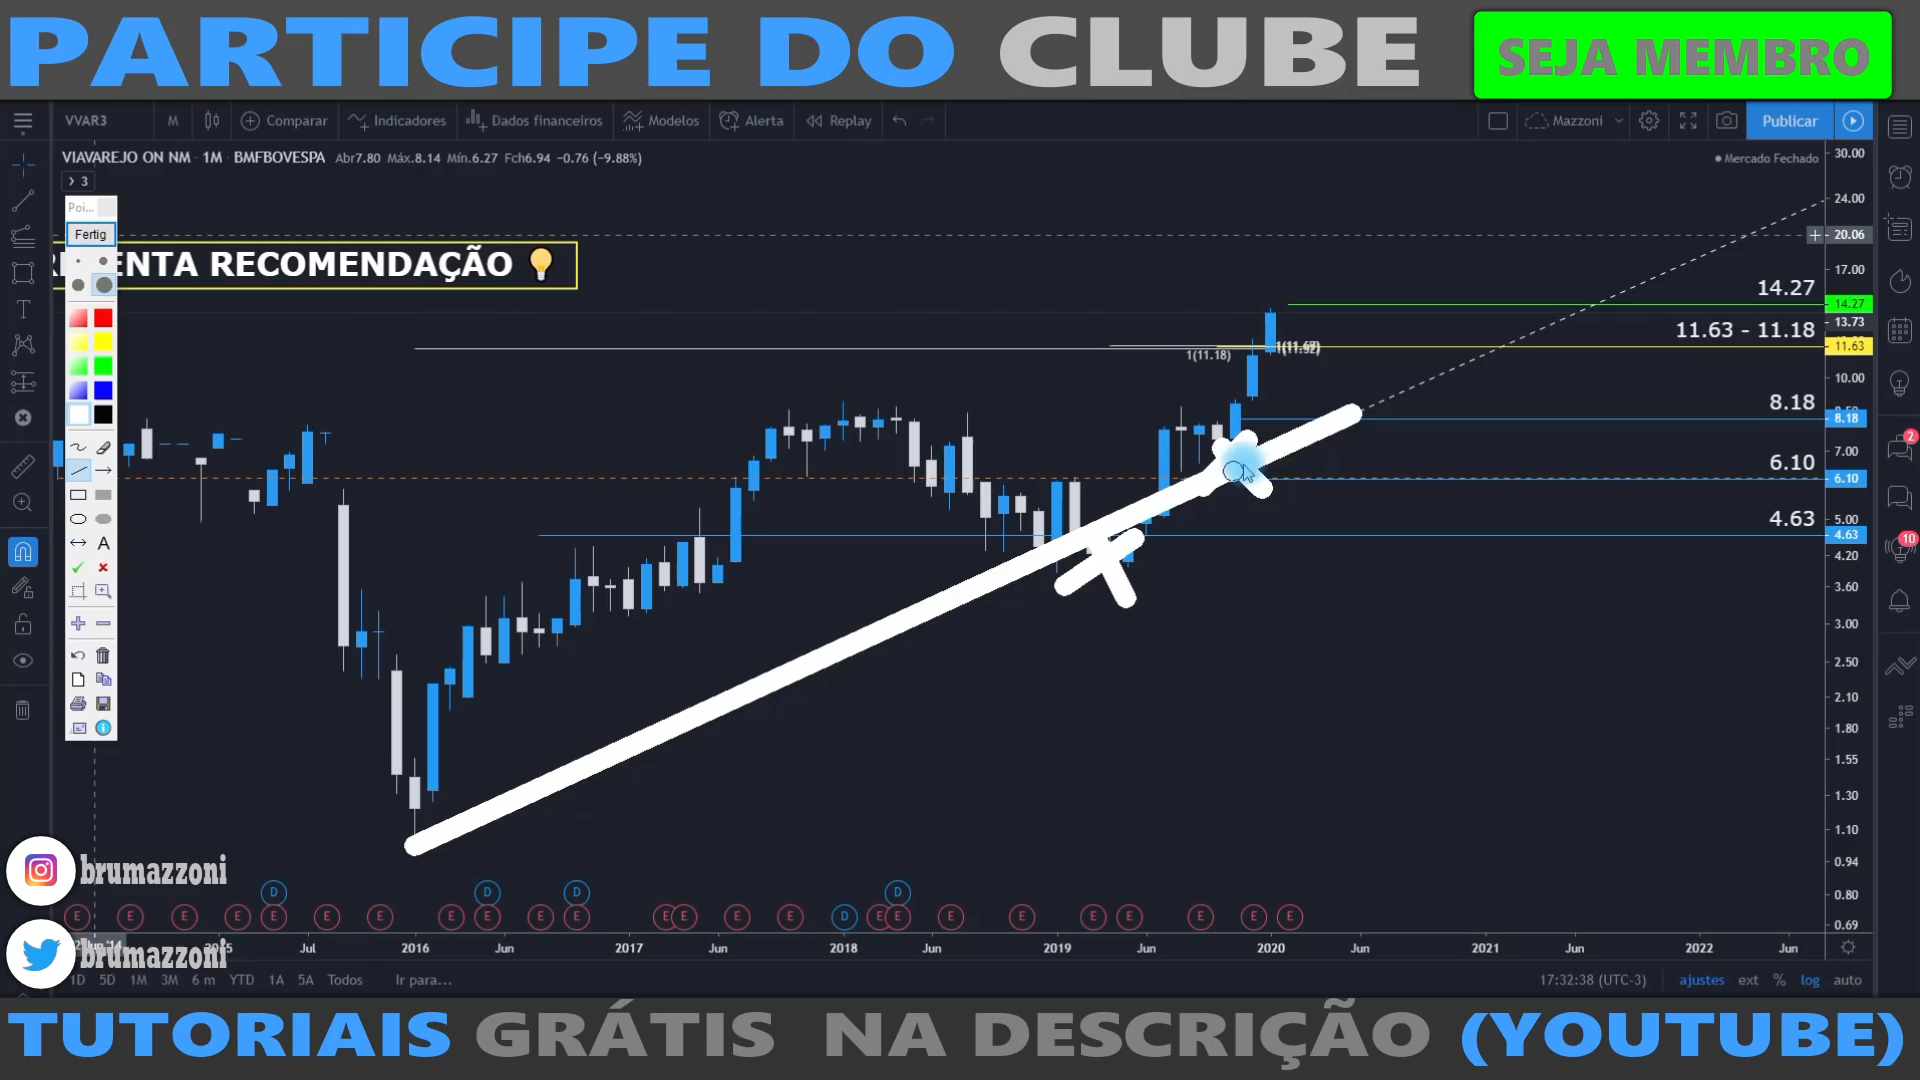 PARTICIPE DO CLUBE
SEJA MEMBRO
VVAR3
M
Comparar
Indicadores
Dados financeiros
Modelos
Alerta
Replay
Mazzoni
Publicar
VIAVAREJO ON NM · 1M · BMFBOVESPA Abr7.80 Máx.8.14 Mín.6.27 Fch6.94 −0.76 (−9.88%)
Mercado Fechado
> 3
Poi...
Fertig
ENTA RECOMENDAÇÃO
30.00
24.00
20.06
17.00
14.27
14.27
13.73
11.63 - 11.18
11.63
1(11.18)
10.00
8.18
8.18
7.00
6.10
6.10
5.00
4.63
4.63
4.20
3.60
3.00
2.50
2.10
1.80
1.55
1.30
1.10
0.94
0.80
0.69
A
2
10
brumazzoni
D D D D D
E E E E E E E E E E E E E E E E E E E E E E E E
Jul 2016 Jun 2017 Jun 2018 Jun 2019 Jun 2020 Jun 2021 Jun 2022 Jun
brumazzoni
1D 5D 1M 3M 6 m YTD 1A 5A Todos Ir para...
17:32:38 (UTC-3) ajustes ext % log auto
TUTORIAIS GRÁTIS NA DESCRIÇÃO (YOUTUBE)